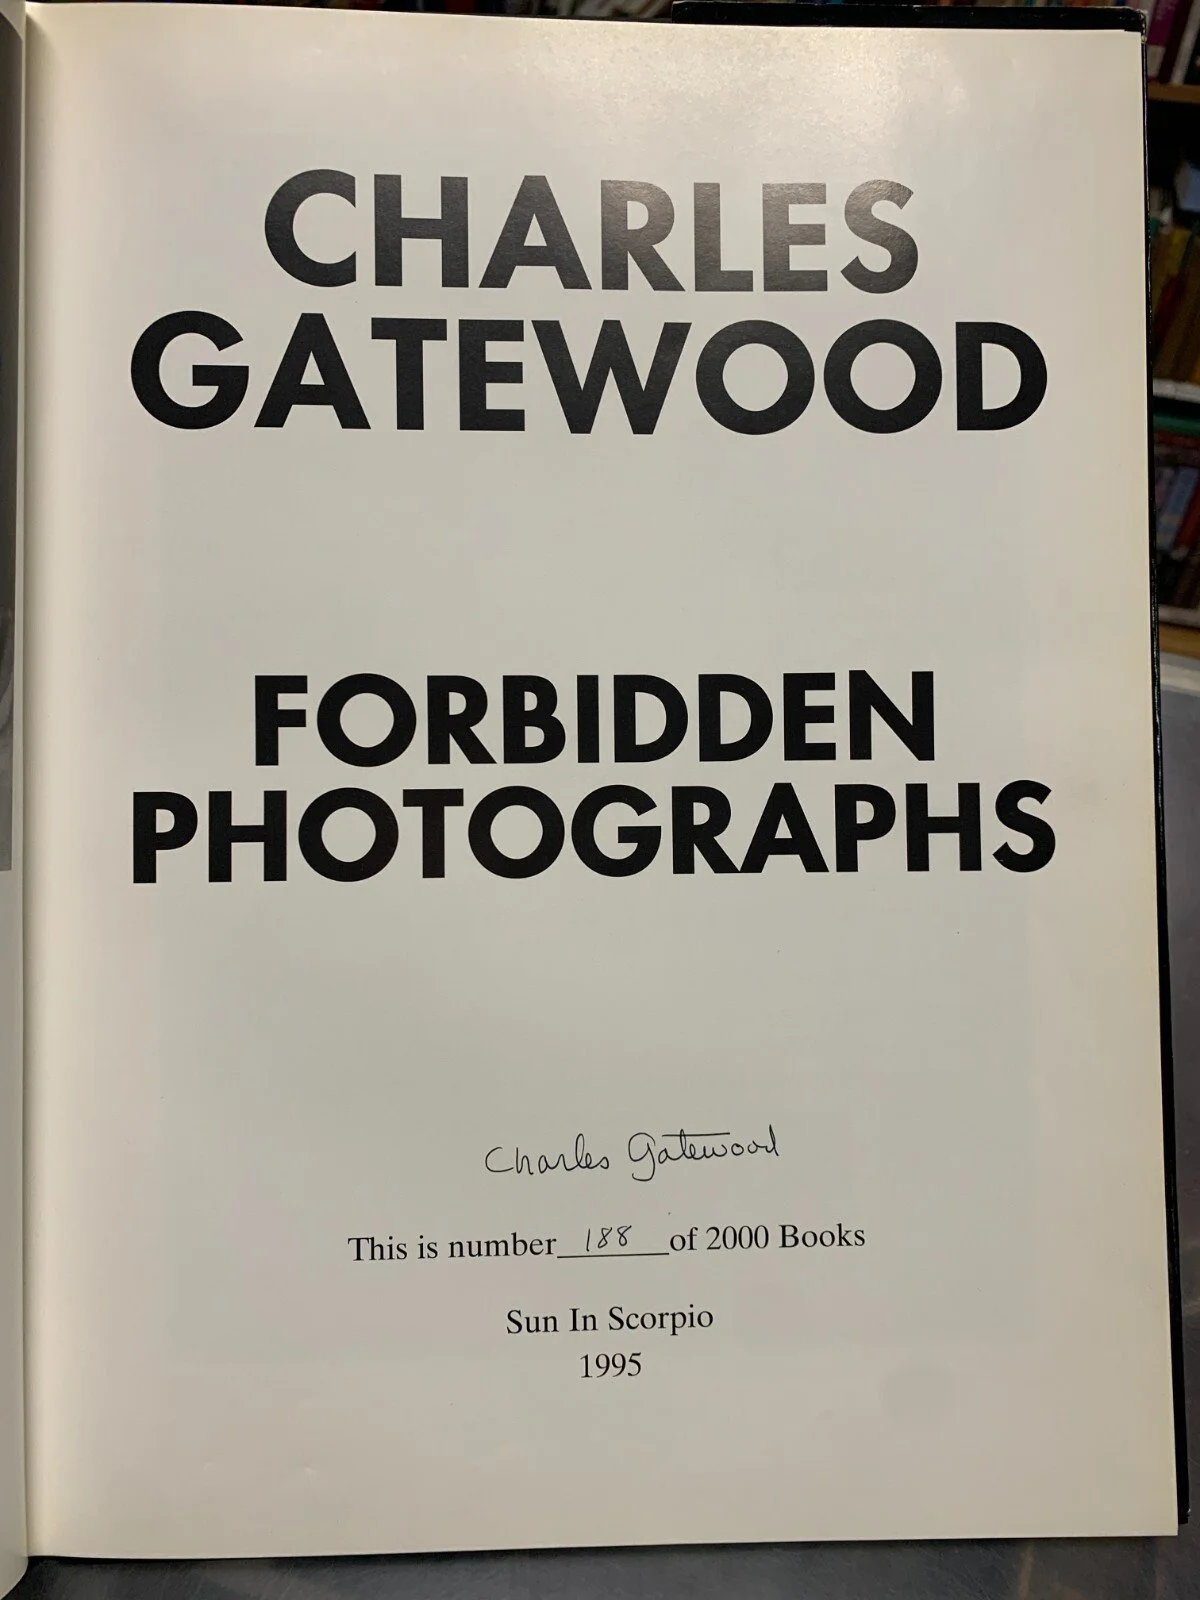 CHARLES
GATEWOOD
FORBIDDEN
PHOTOGRAPHS
Charles Gatewood
This is number 188 of 2000 Books
Sun In Scorpio
1995